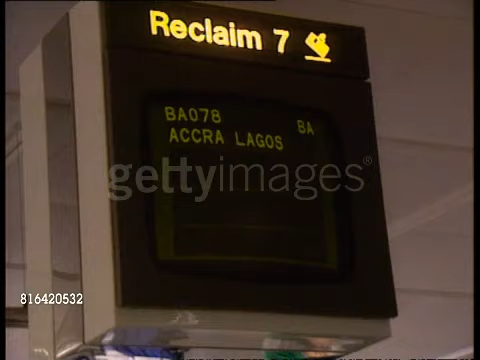 Reclaim 7
BA078 BA
ACCRA LAGOS
gettyimages®
816420532